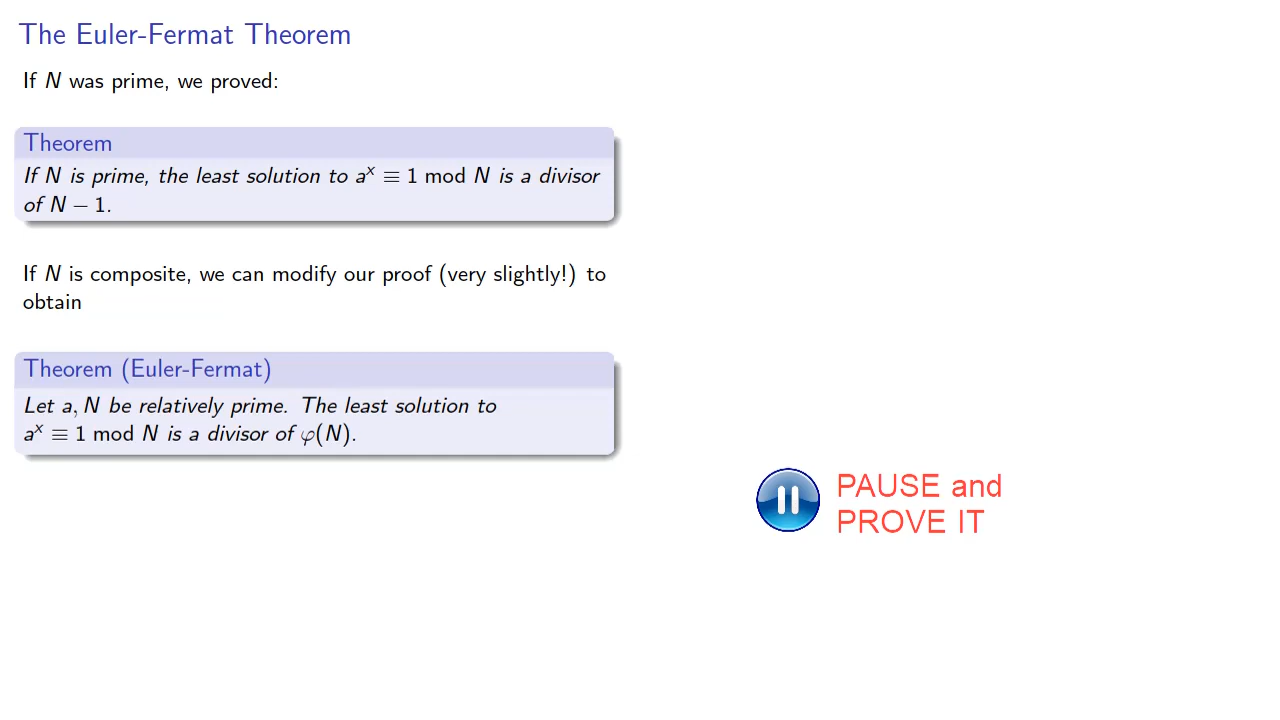 The Euler-Fermat Theorem
If N was prime, we proved:
Theorem
If N is prime, the least solution to aˣ ≡ 1 mod N is a divisor
of N − 1.
If N is composite, we can modify our proof (very slightly!) to
obtain
Theorem (Euler-Fermat)
Let a, N be relatively prime. The least solution to
aˣ ≡ 1 mod N is a divisor of φ(N).
PAUSE and
PROVE IT